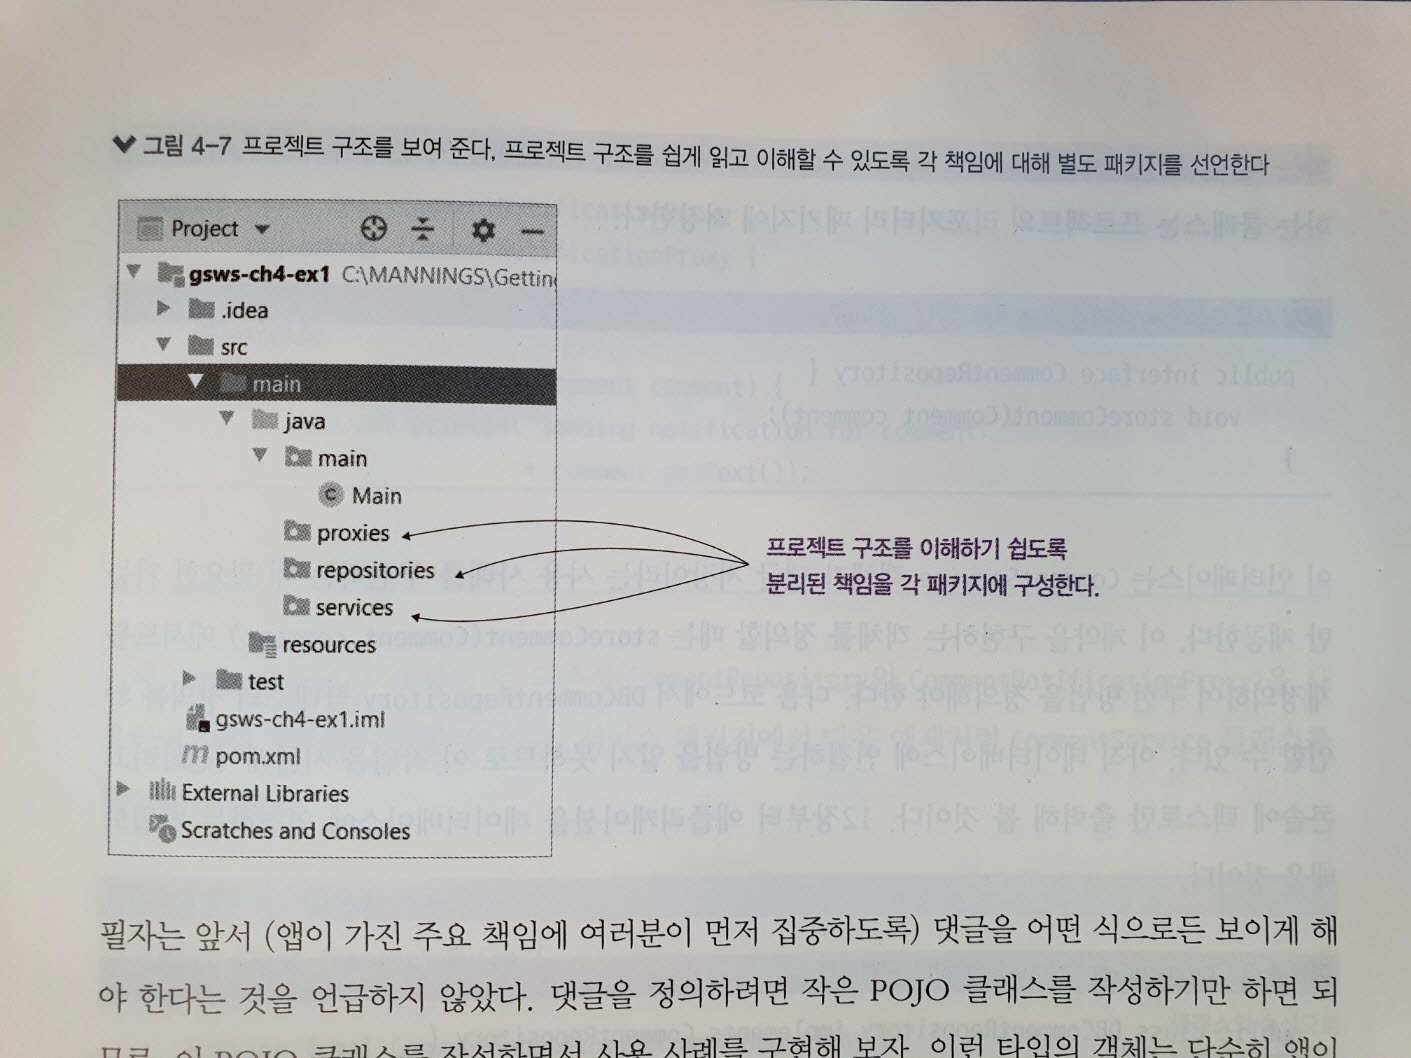 그림 4-7 프로젝트 구조를 보여 준다. 프로젝트 구조를 쉽게 읽고 이해할 수 있도록 각 책임에 대해 별도 패키지를 선언한다
Project
gsws-ch4-ex1 C:\MANNINGS\Gettin
.idea
src
main
java
main
C Main
proxies
repositories
services
resources
test
gsws-ch4-ex1.iml
m pom.xml
External Libraries
Scratches and Consoles
프로젝트 구조를 이해하기 쉽도록
분리된 책임을 각 패키지에 구성한다.
필자는 앞서 (앱이 가진 주요 책임에 여러분이 먼저 집중하도록) 댓글을 어떤 식으로든 보이게 해
야 한다는 것을 언급하지 않았다. 댓글을 정의하려면 작은 POJO 클래스를 작성하기만 하면 되
므로, 이 POJO 클래스를 작성하면서 사용 사례를 구현해 보자. 이런 타입의 객체는 단순히 앱이